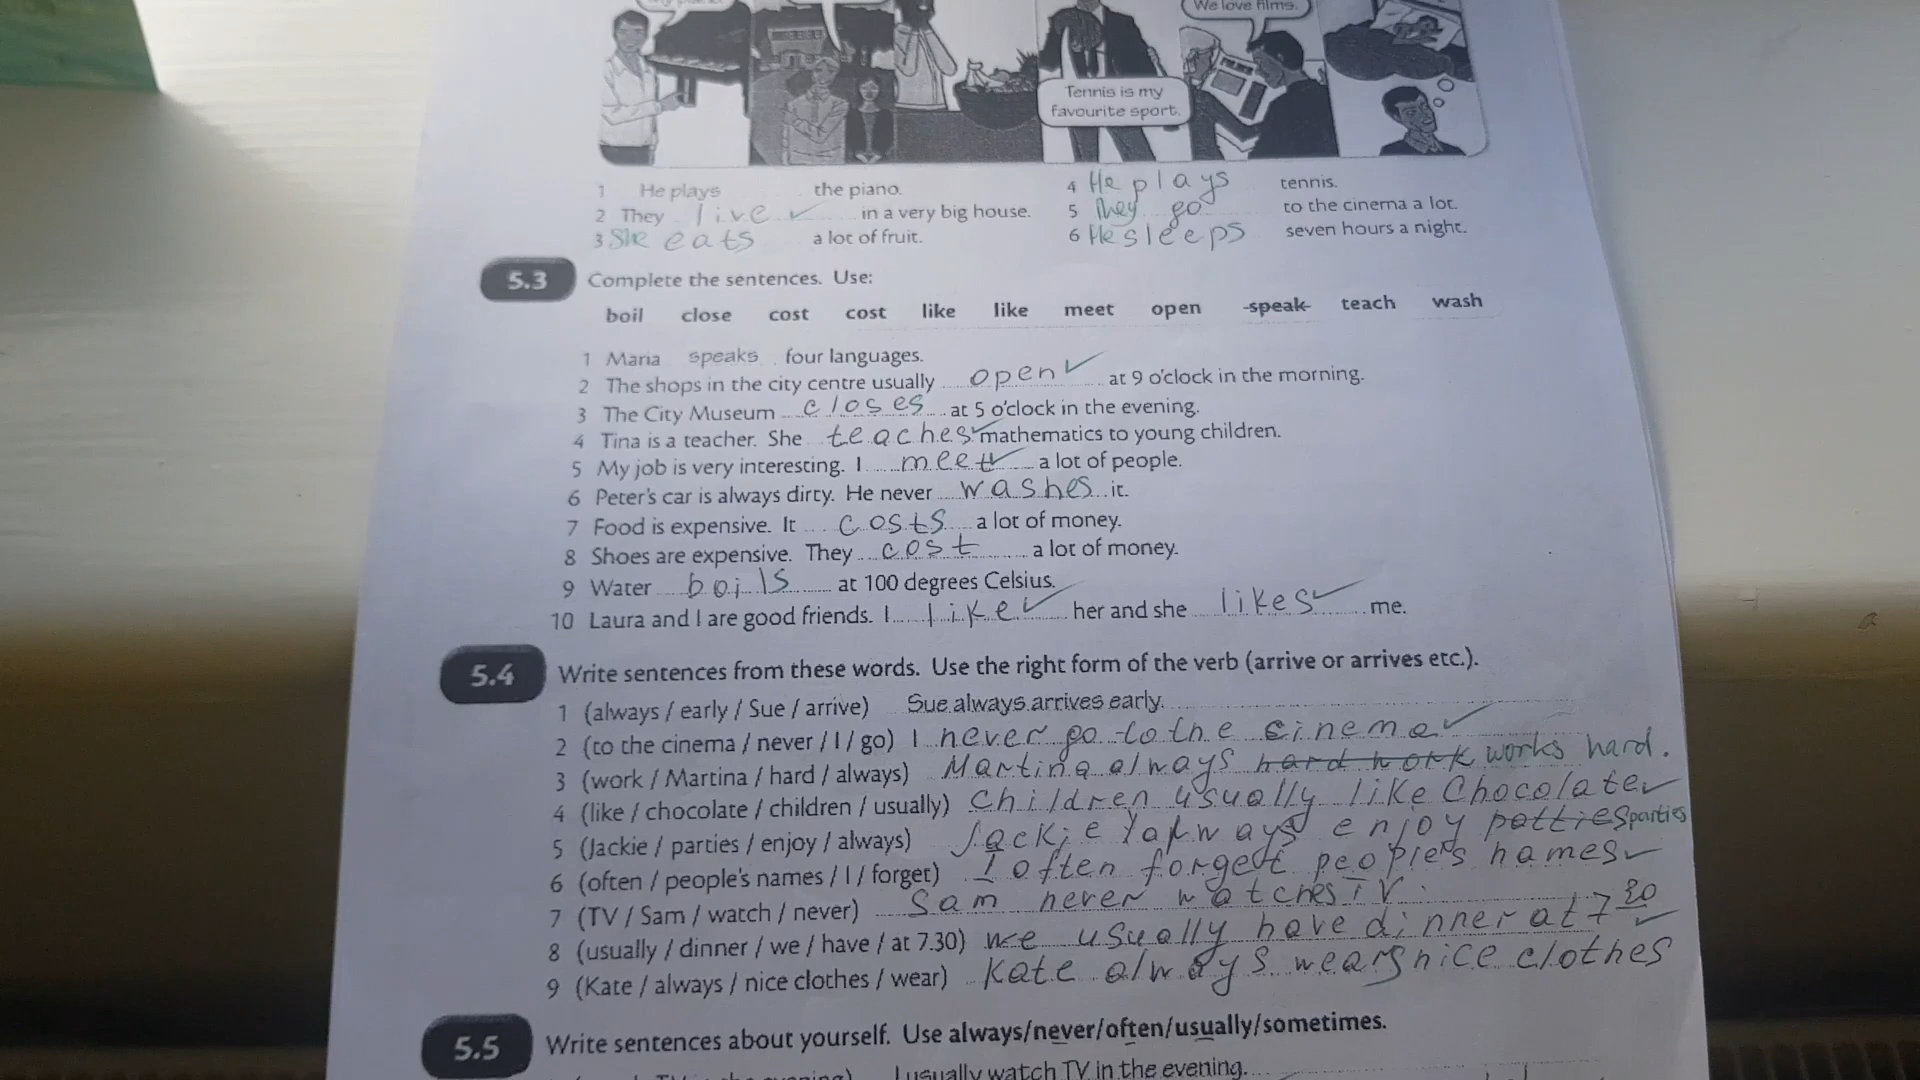 We love films.
Tennis is my
favourite sport.
1 He plays the piano.
2 They live ✓ in a very big house.
3 She eats a lot of fruit.
4 He plays tennis.
5 They go to the cinema a lot.
6 He sleeps seven hours a night.
5.3 Complete the sentences. Use:
boil close cost cost like like meet open speak teach wash
1 Maria speaks four languages.
2 The shops in the city centre usually open ✓ at 9 o'clock in the morning.
3 The City Museum closes at 5 o'clock in the evening.
4 Tina is a teacher. She teaches ✓ mathematics to young children.
5 My job is very interesting. I meet ✓ a lot of people.
6 Peter's car is always dirty. He never washes it.
7 Food is expensive. It costs a lot of money.
8 Shoes are expensive. They cost a lot of money.
9 Water boils at 100 degrees Celsius.
10 Laura and I are good friends. I like ✓ her and she likes ✓ me.
5.4 Write sentences from these words. Use the right form of the verb (arrive or arrives etc.).
1 (always / early / Sue / arrive) Sue always arrives early.
2 (to the cinema / never / I / go) I never go to the cinema ✓
3 (work / Martina / hard / always) Martina always hard work works hard.
4 (like / chocolate / children / usually) Children usually like Chocolate ✓
5 (Jackie / parties / enjoy / always) Jackie always enjoy parties
6 (often / people's names / I / forget) I often forget people's names ✓
7 (TV / Sam / watch / never) Sam never watches TV.
8 (usually / dinner / we / have / at 7.30) we usually have dinner at 7 30 ✓
9 (Kate / always / nice clothes / wear) Kate always wears nice clothes
5.5 Write sentences about yourself. Use always/never/often/usually/sometimes.
I usually watch TV in the evening.